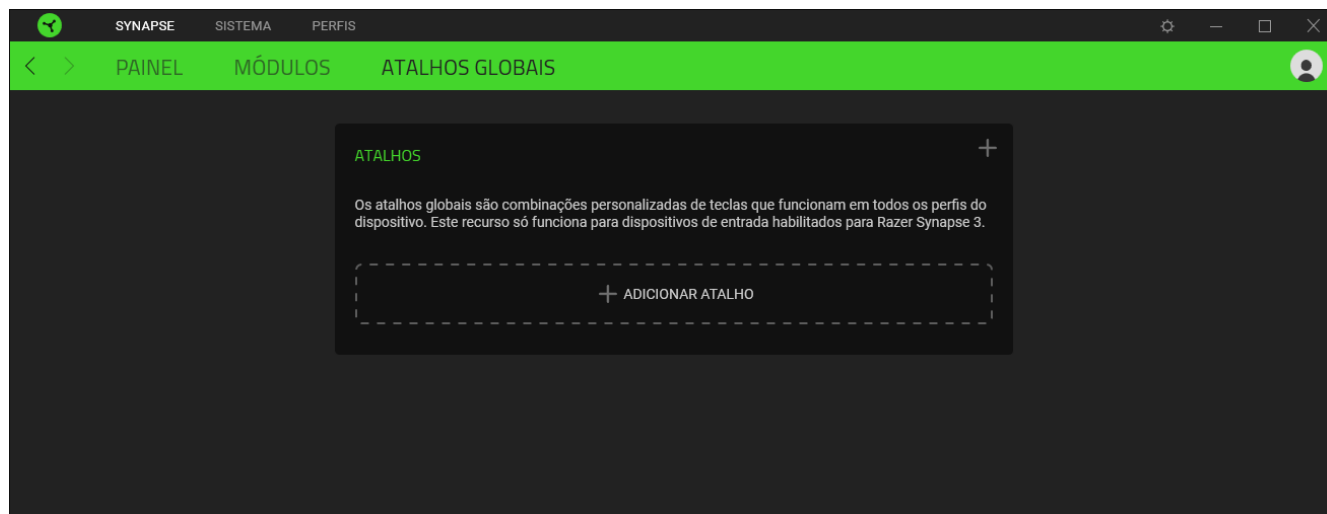 SYNAPSE SISTEMA PERFIS
PAINEL MÓDULOS ATALHOS GLOBAIS
ATALHOS
Os atalhos globais são combinações personalizadas de teclas que funcionam em todos os perfis do
dispositivo. Este recurso só funciona para dispositivos de entrada habilitados para Razer Synapse 3.
ADICIONAR ATALHO